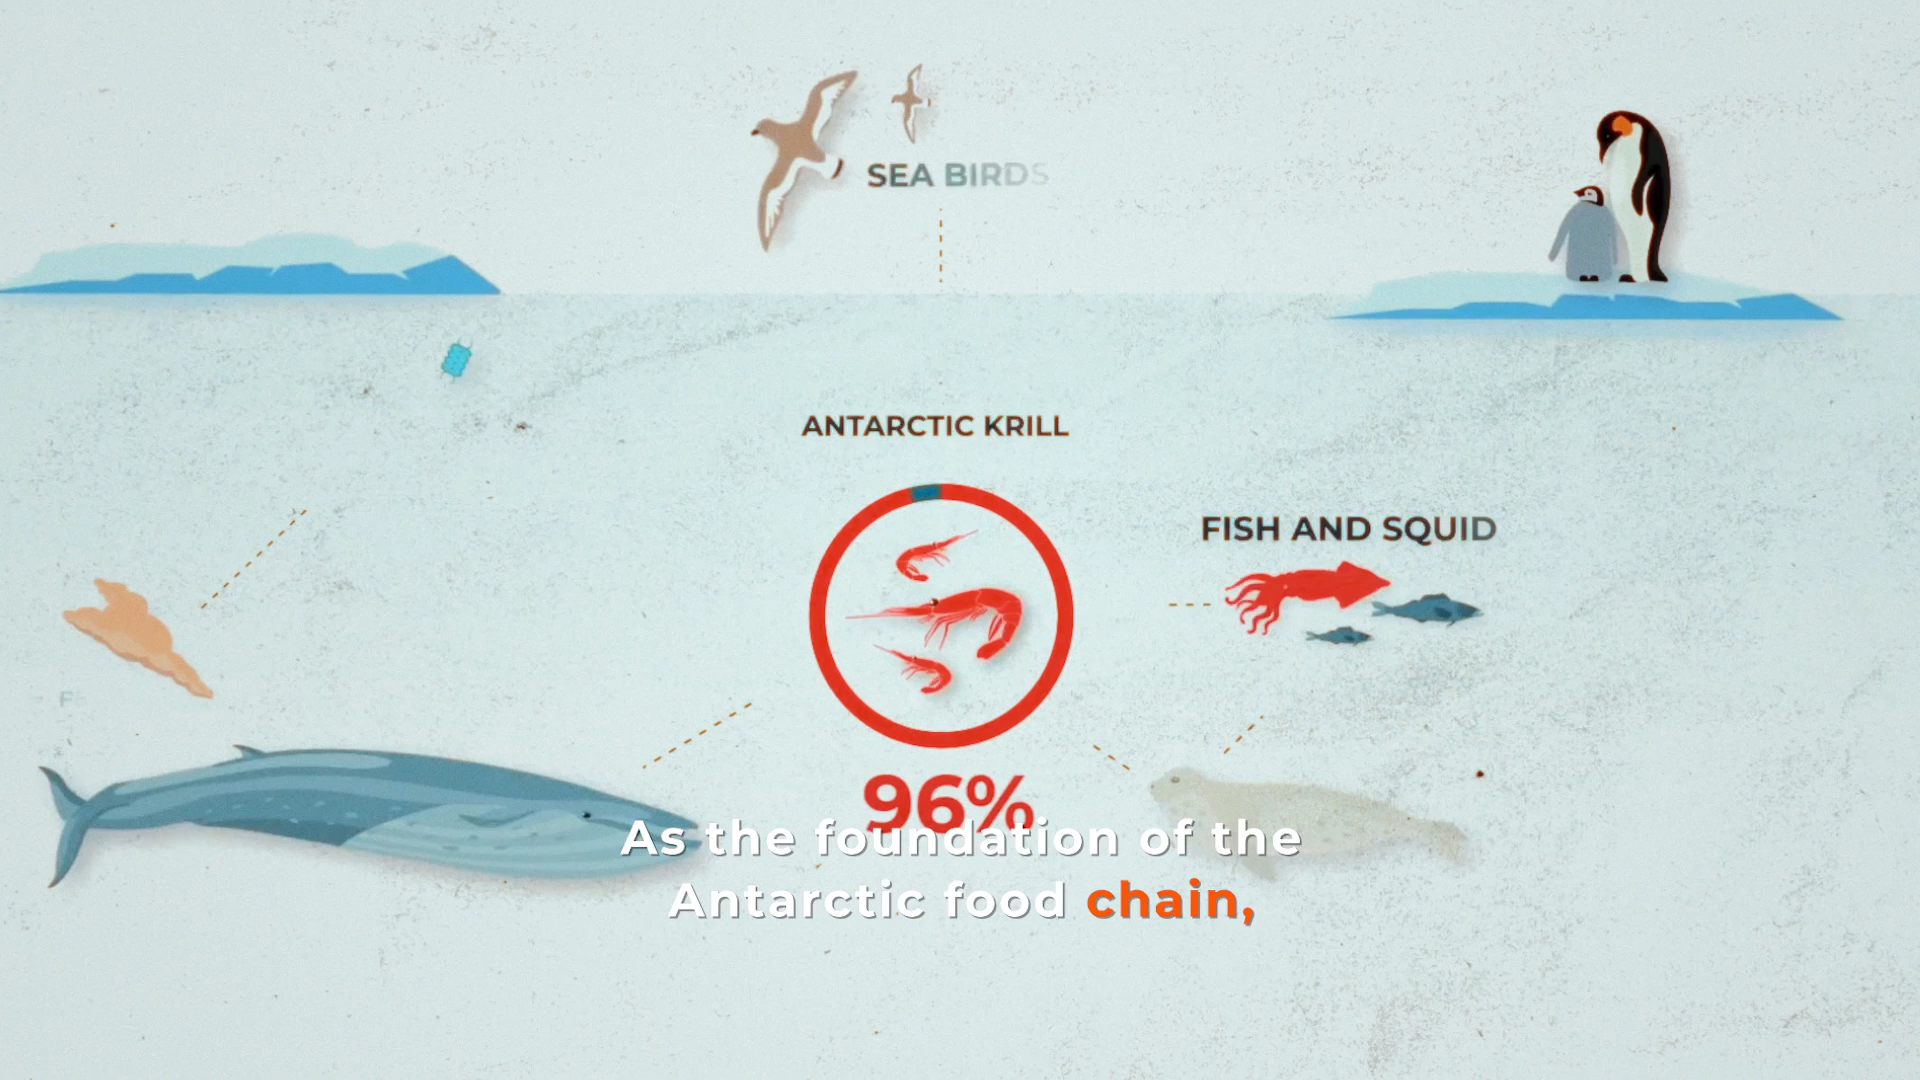 SEA BIRDS
ANTARCTIC KRILL
FISH AND SQUID
96%
As the foundation of the
Antarctic food chain,